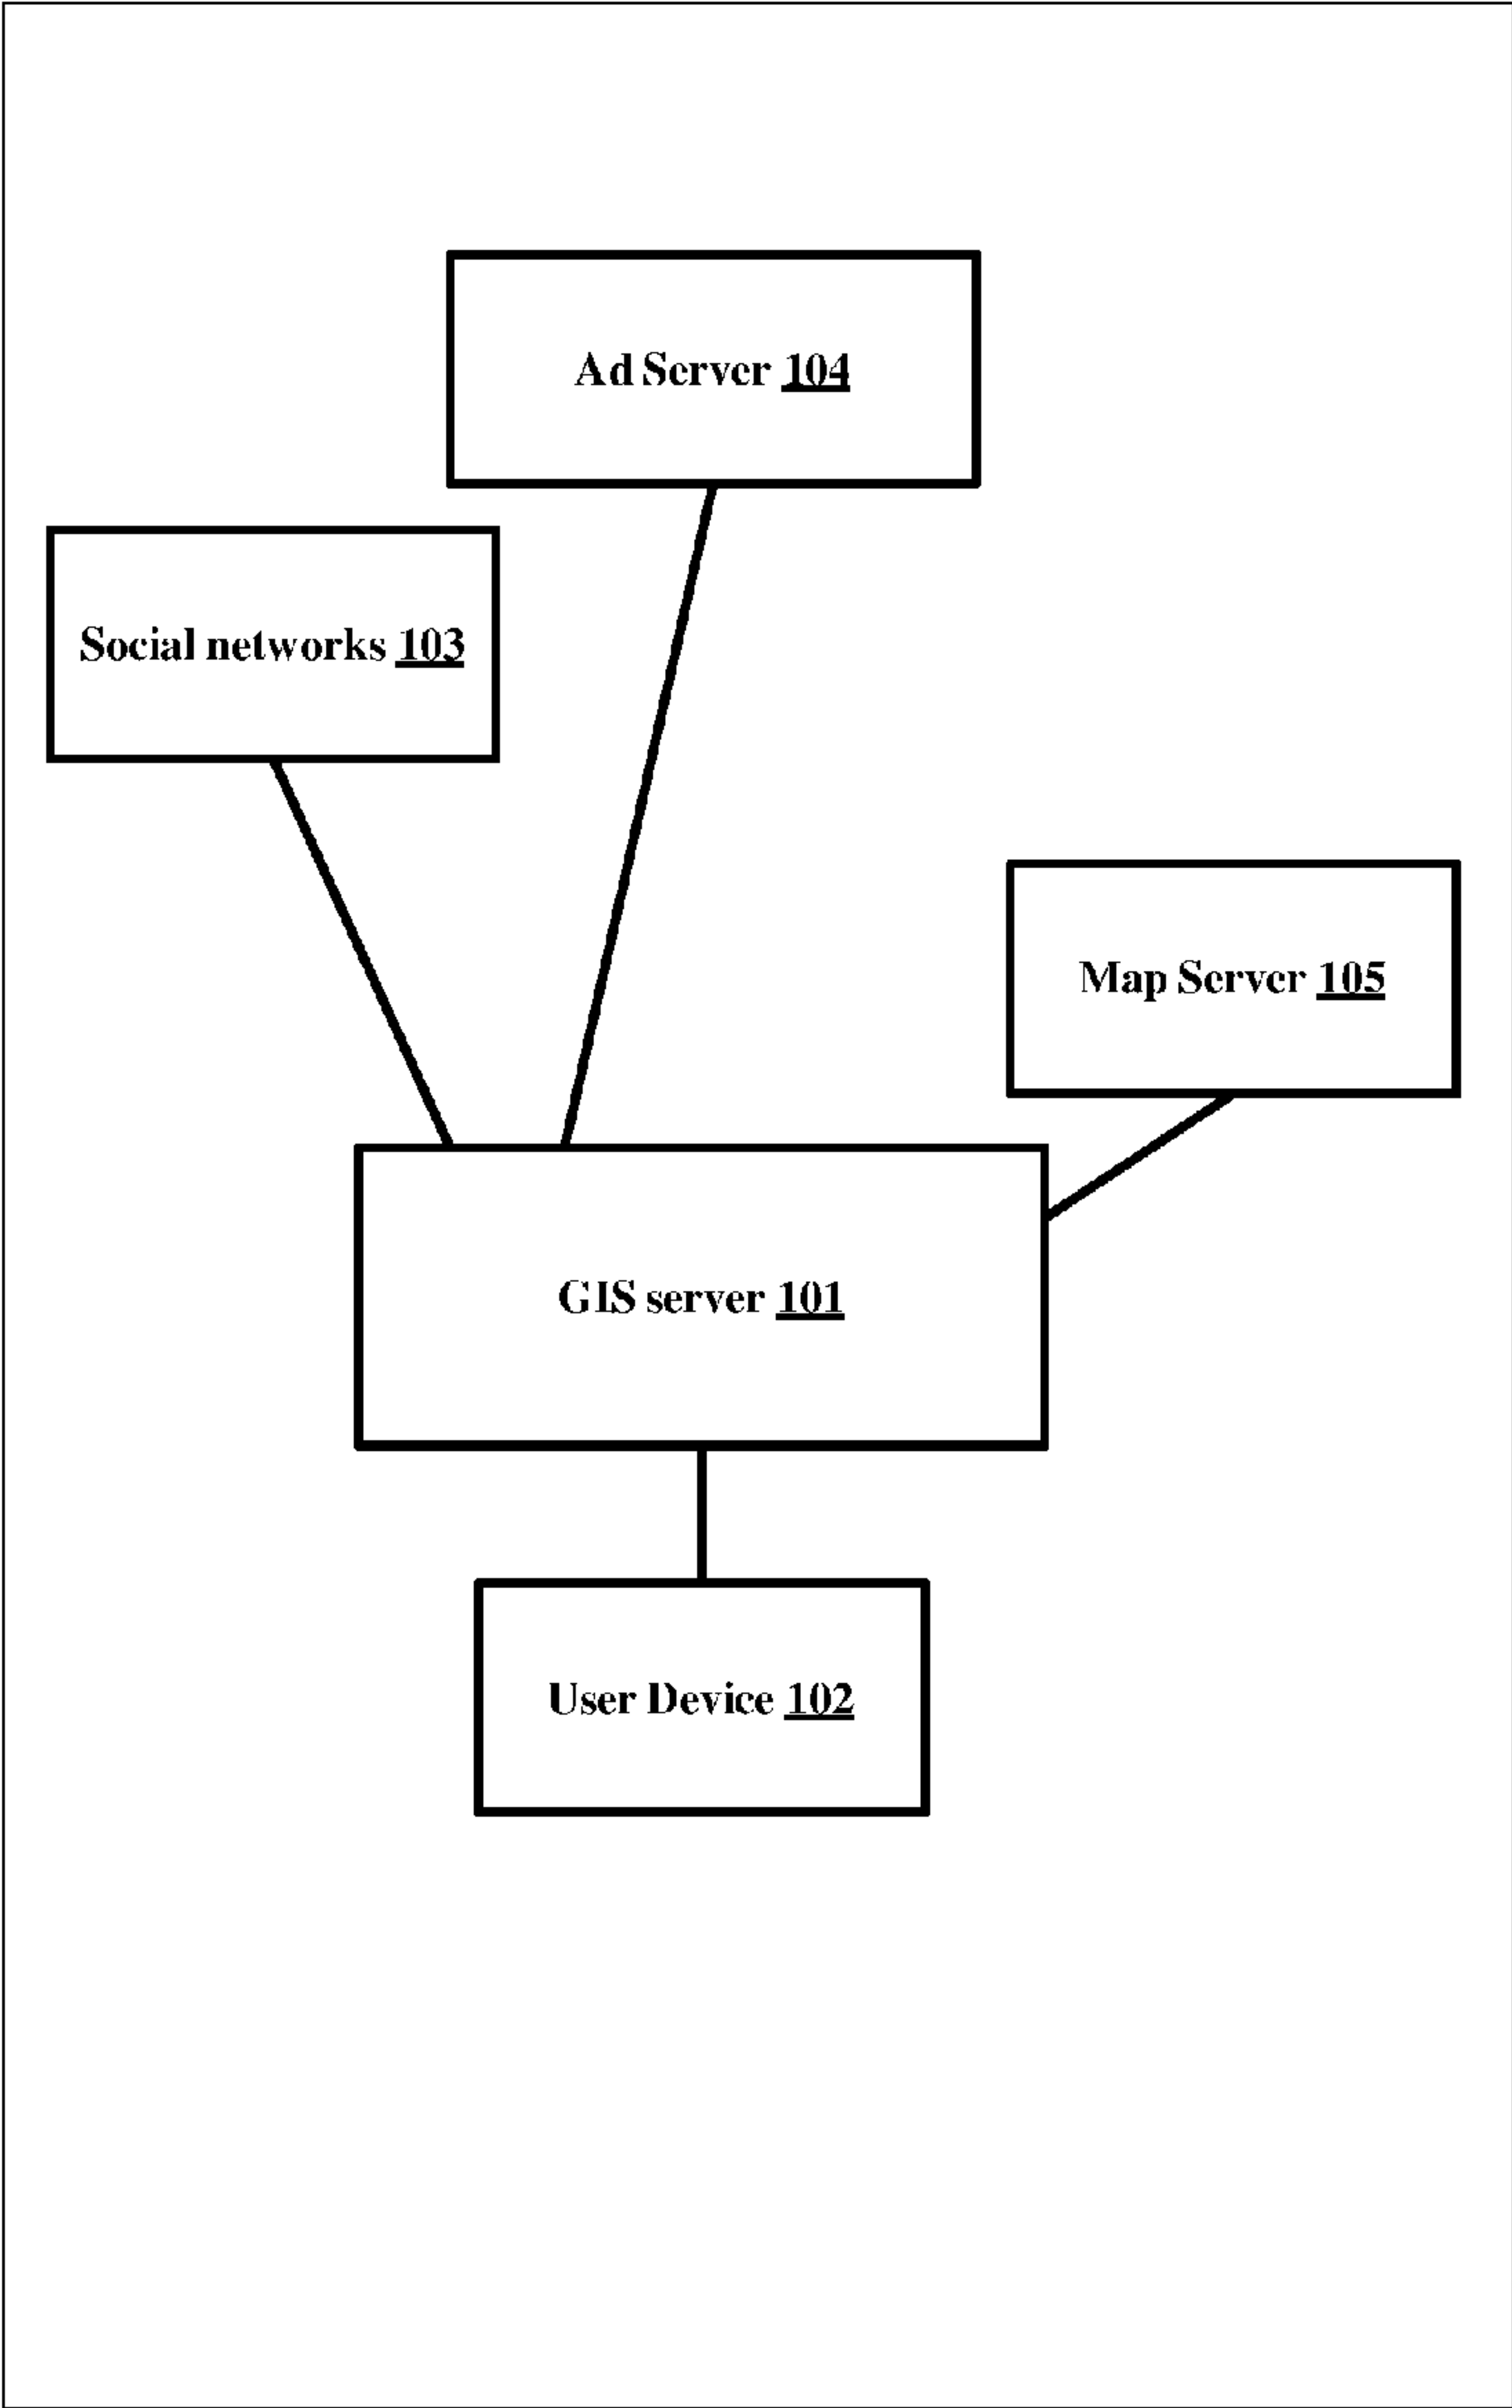 Ad Server 104
Social networks 103
Map Server 105
GIS server 101
User Device 102